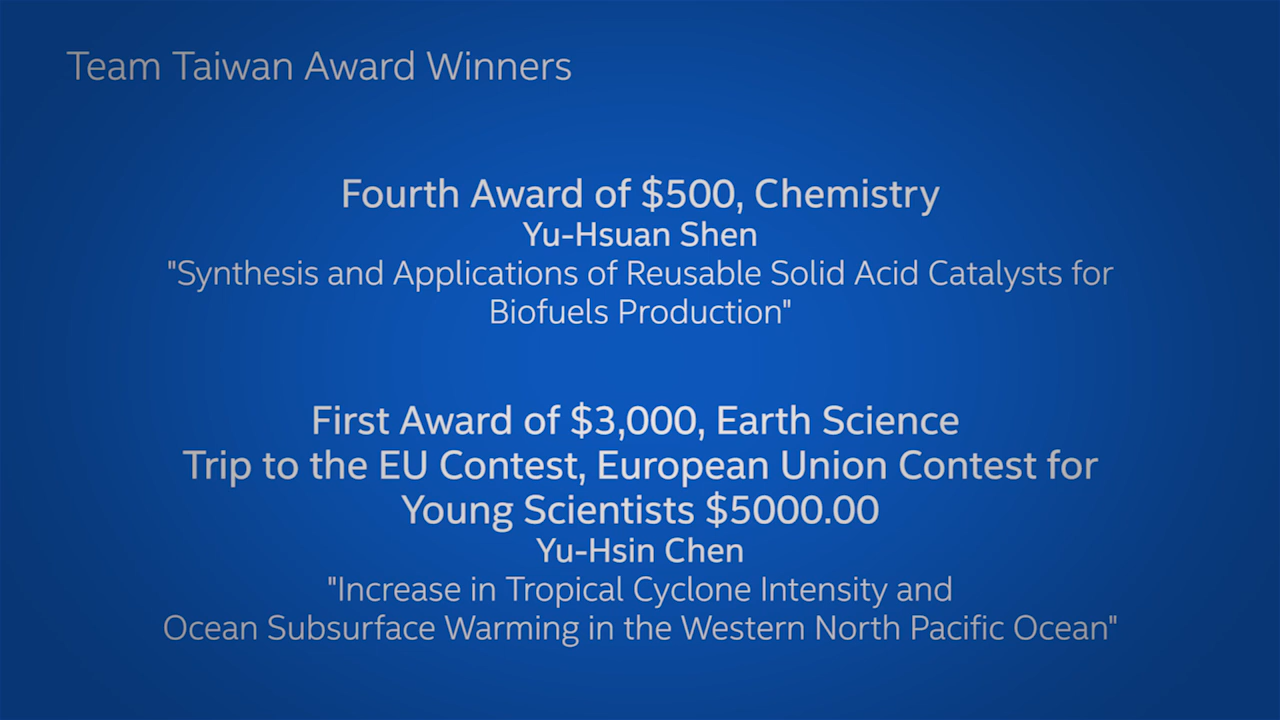 Team Taiwan Award Winners
Fourth Award of $500, Chemistry
Yu-Hsuan Shen
"Synthesis and Applications of Reusable Solid Acid Catalysts for
Biofuels Production"
First Award of $3,000, Earth Science
Trip to the EU Contest, European Union Contest for
Young Scientists $5000.00
Yu-Hsin Chen
"Increase in Tropical Cyclone Intensity and
Ocean Subsurface Warming in the Western North Pacific Ocean"